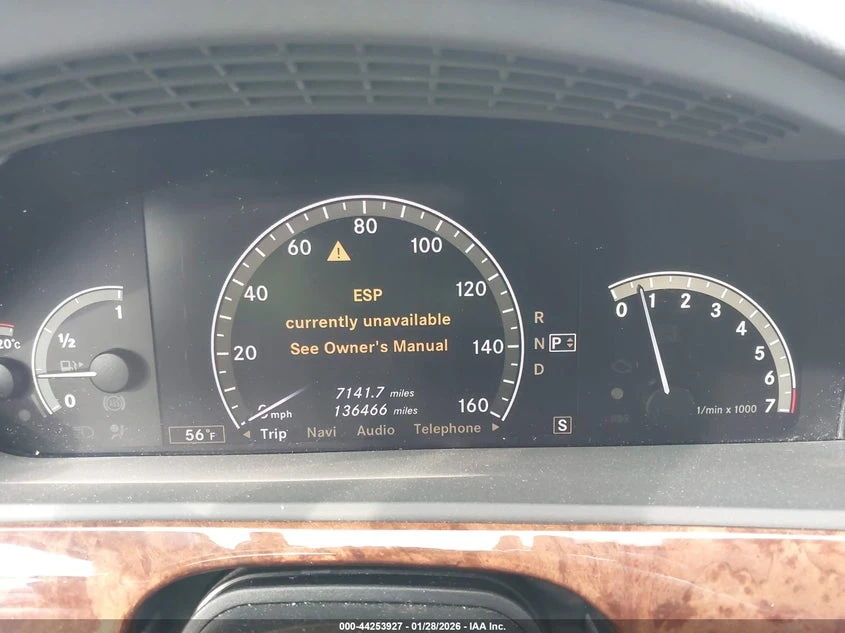 60
80
100
40
120
20
140
0 mph
160
ESP
currently unavailable
See Owner's Manual
7141.7 miles
136466 miles
Trip Navi Audio Telephone
56°F
R
N P
D
S
1
1/2
0
20°C
0 1 2 3 4 5 6 7
1/min x 1000
000-44253927 - 01/28/2026 - IAA Inc.